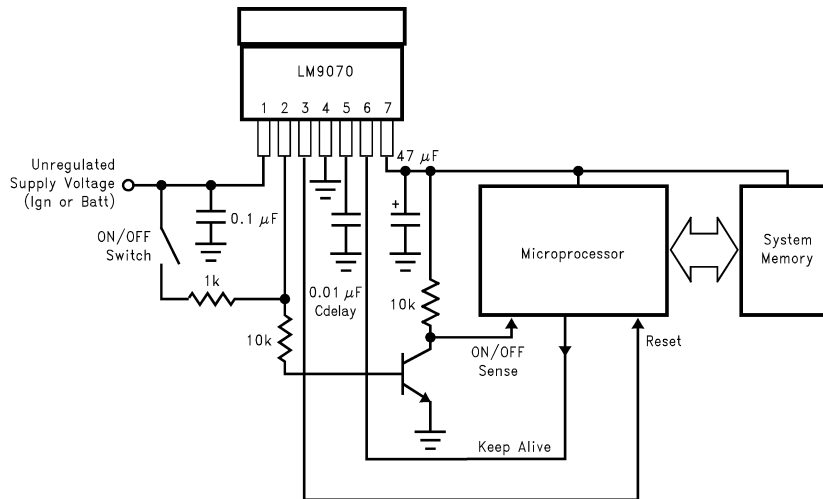 LM9070
1 2 3 4 5 6 7
47 µF
Unregulated
Supply Voltage
(Ign or Batt)
0.1 µF
ON/OFF
Switch
1k
0.01 µF
Cdelay
10k
10k
Microprocessor
System
Memory
ON/OFF
Sense
Reset
Keep Alive
+